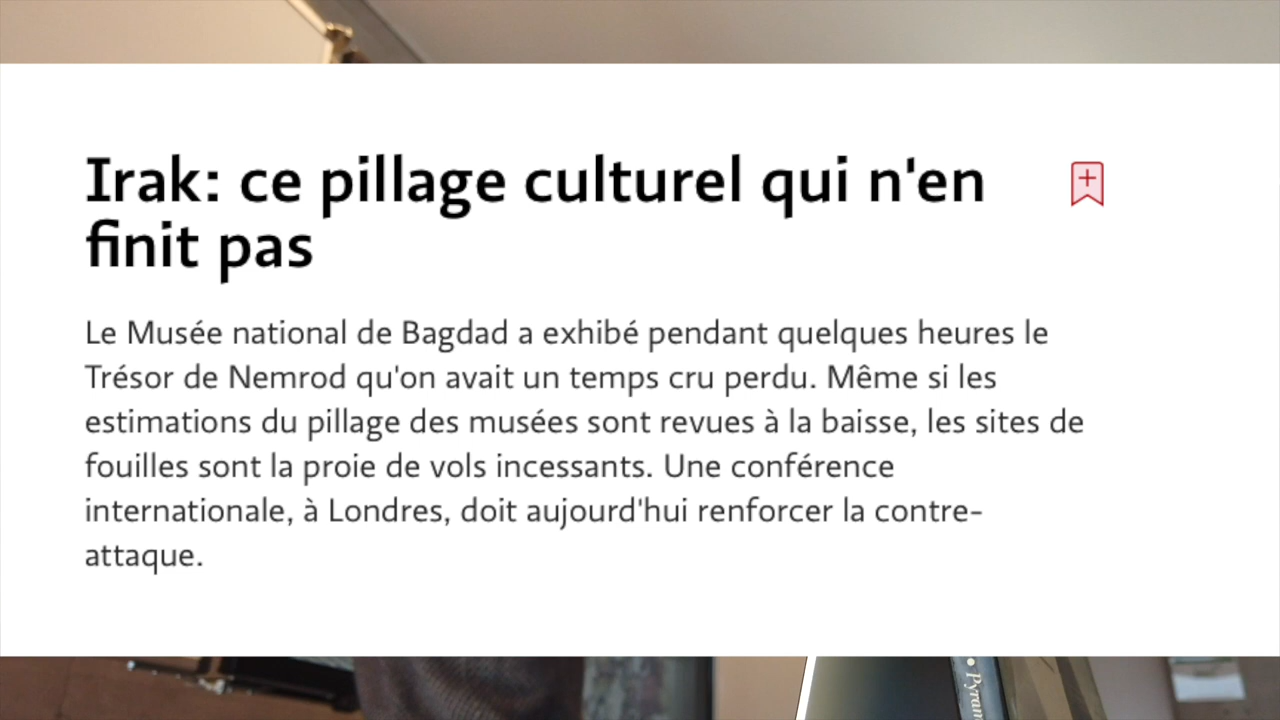 Irak: ce pillage culturel qui n'en
finit pas
Le Musée national de Bagdad a exhibé pendant quelques heures le
Trésor de Nemrod qu'on avait un temps cru perdu. Même si les
estimations du pillage des musées sont revues à la baisse, les sites de
fouilles sont la proie de vols incessants. Une conférence
internationale, à Londres, doit aujourd'hui renforcer la contre-
attaque.